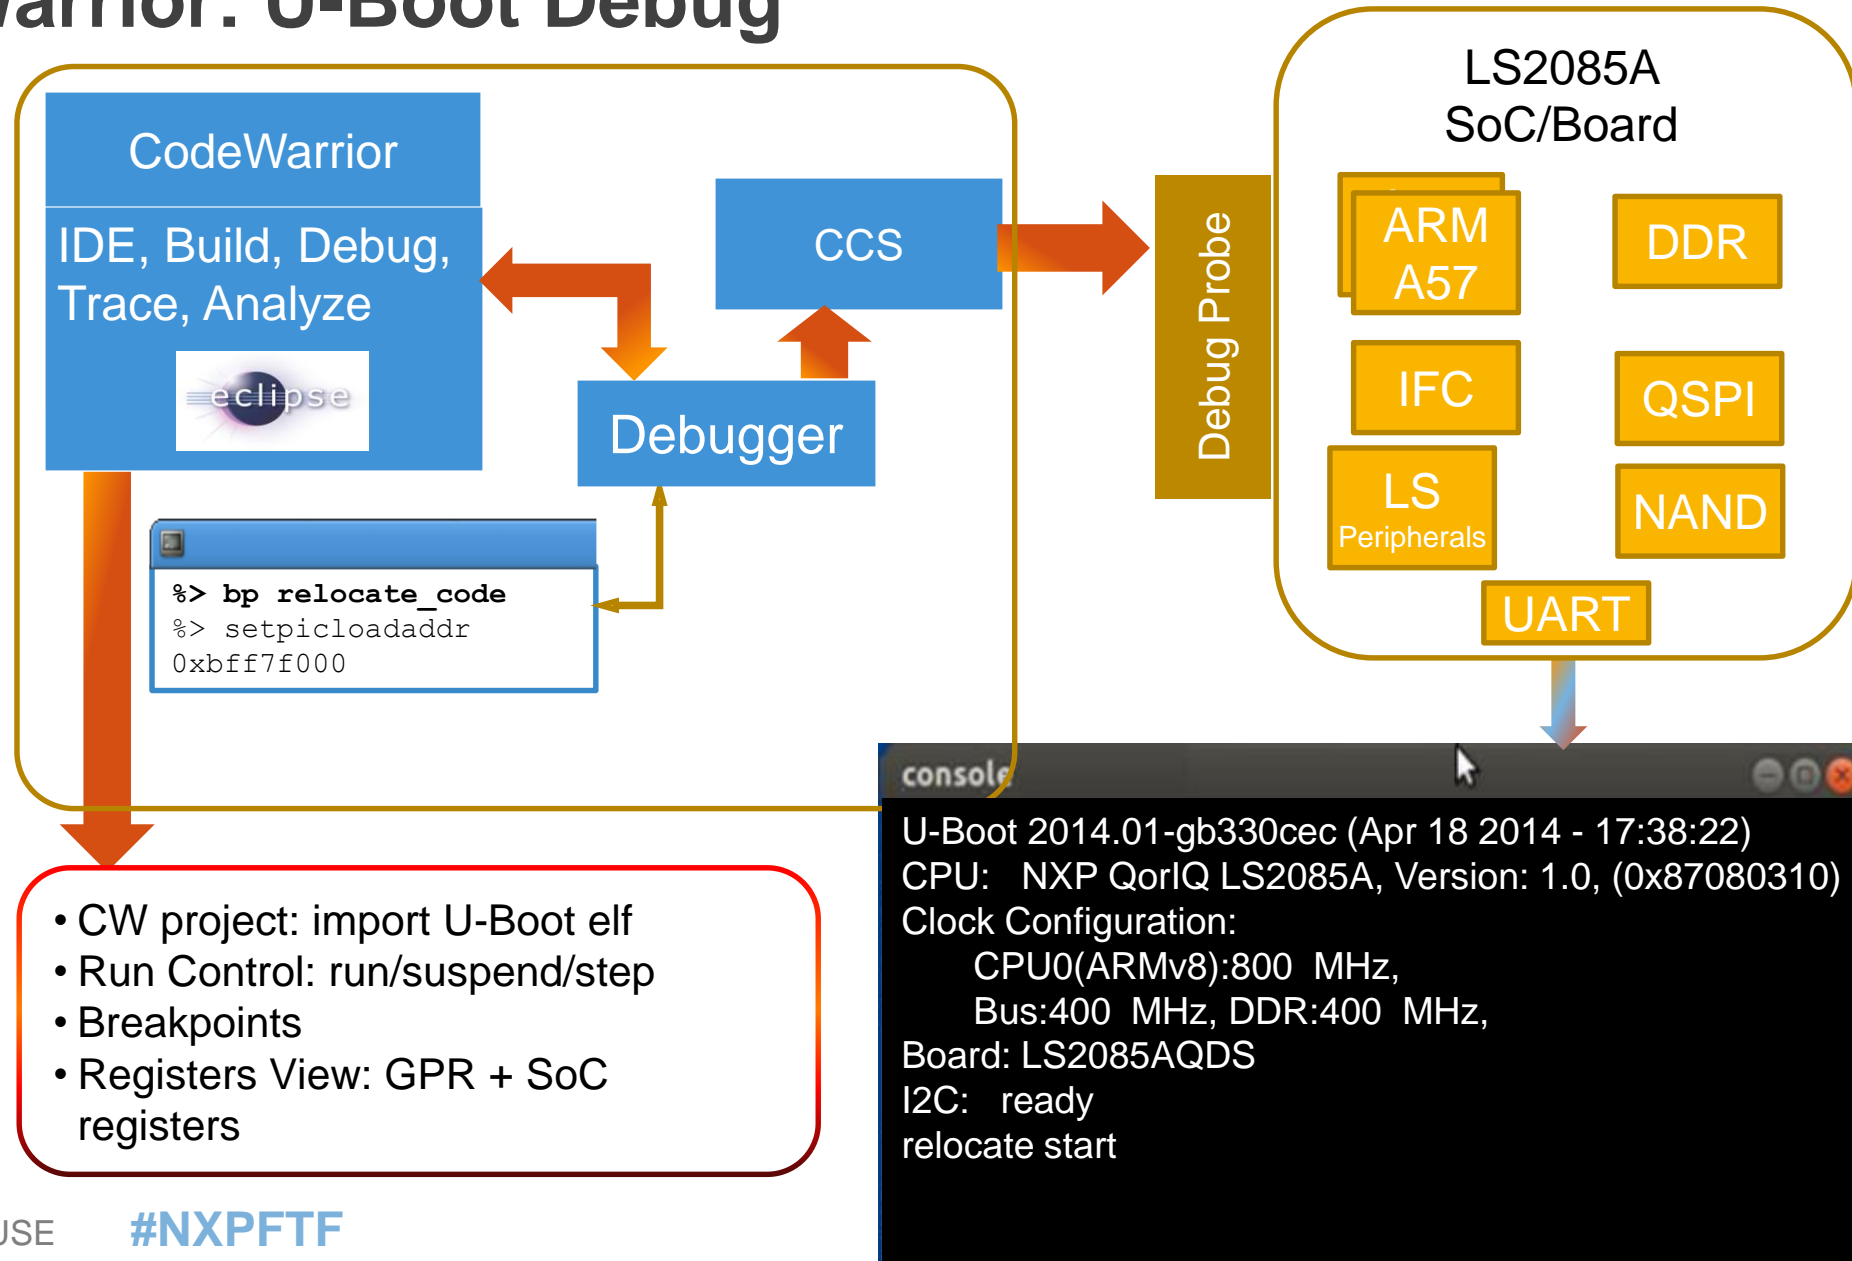 U-Boot Debug
CodeWarrior
IDE, Build, Debug,
Trace, Analyze
eclipse
CCS
Debugger
%> bp relocate_code
%> setpicloadaddr
0xbff7f000
Debug Probe
LS2085A
SoC/Board
ARM
A57
DDR
IFC
QSPI
LS
Peripherals
NAND
UART
• CW project: import U-Boot elf
• Run Control: run/suspend/step
• Breakpoints
• Registers View: GPR + SoC
registers
console
U-Boot 2014.01-gb330cec (Apr 18 2014 - 17:38:22)
CPU: NXP QorIQ LS2085A, Version: 1.0, (0x87080310)
Clock Configuration:
CPU0(ARMv8):800 MHz,
Bus:400 MHz, DDR:400 MHz,
Board: LS2085AQDS
I2C: ready
relocate start
#NXPFTF